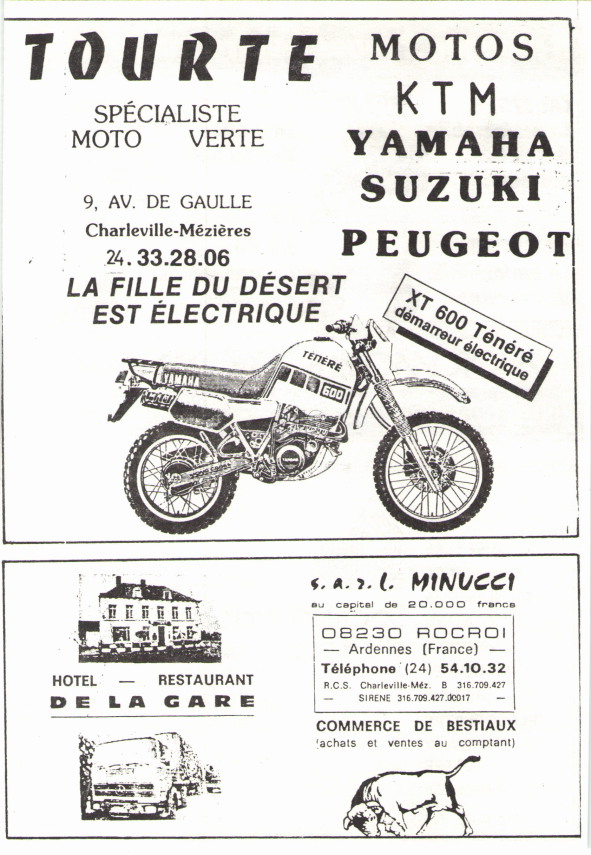 TOURTE
SPÉCIALISTE
MOTO VERTE
9, AV. DE GAULLE
Charleville-Mézières
24. 33.28.06
MOTOS
KTM
YAMAHA
SUZUKI
PEUGEOT
LA FILLE DU DÉSERT
EST ÉLECTRIQUE
XT 600 Ténéré
démarreur électrique
TENERÉ
YAMAHA
600
YAMAHA
HOTEL — RESTAURANT
DE LA GARE
s. a. r. l. MINUCCI
au capital de 20.000 francs
08230 ROCROI
— Ardennes (France) —
Téléphone (24) 54.10.32
R.C.S. Charleville-Méz. B 316.709.427
— SIRENE 316.709.427.00017 —
COMMERCE DE BESTIAUX
(achats et ventes au comptant)